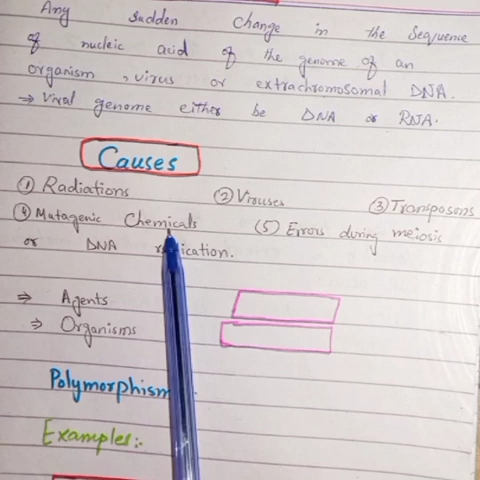 Any sudden change in the Sequence
of nucleic acid of the genome of an
organism, virus or extrachromosomal DNA.
→ Viral genome either be DNA or RNA.
Causes
① Radiations ② Viruses ③ Transposons
④ Mutagenic Chemicals ⑤ Errors during meiosis
or DNA
⇒ Agents
⇒ Organisms
Polymorphism
Examples:-